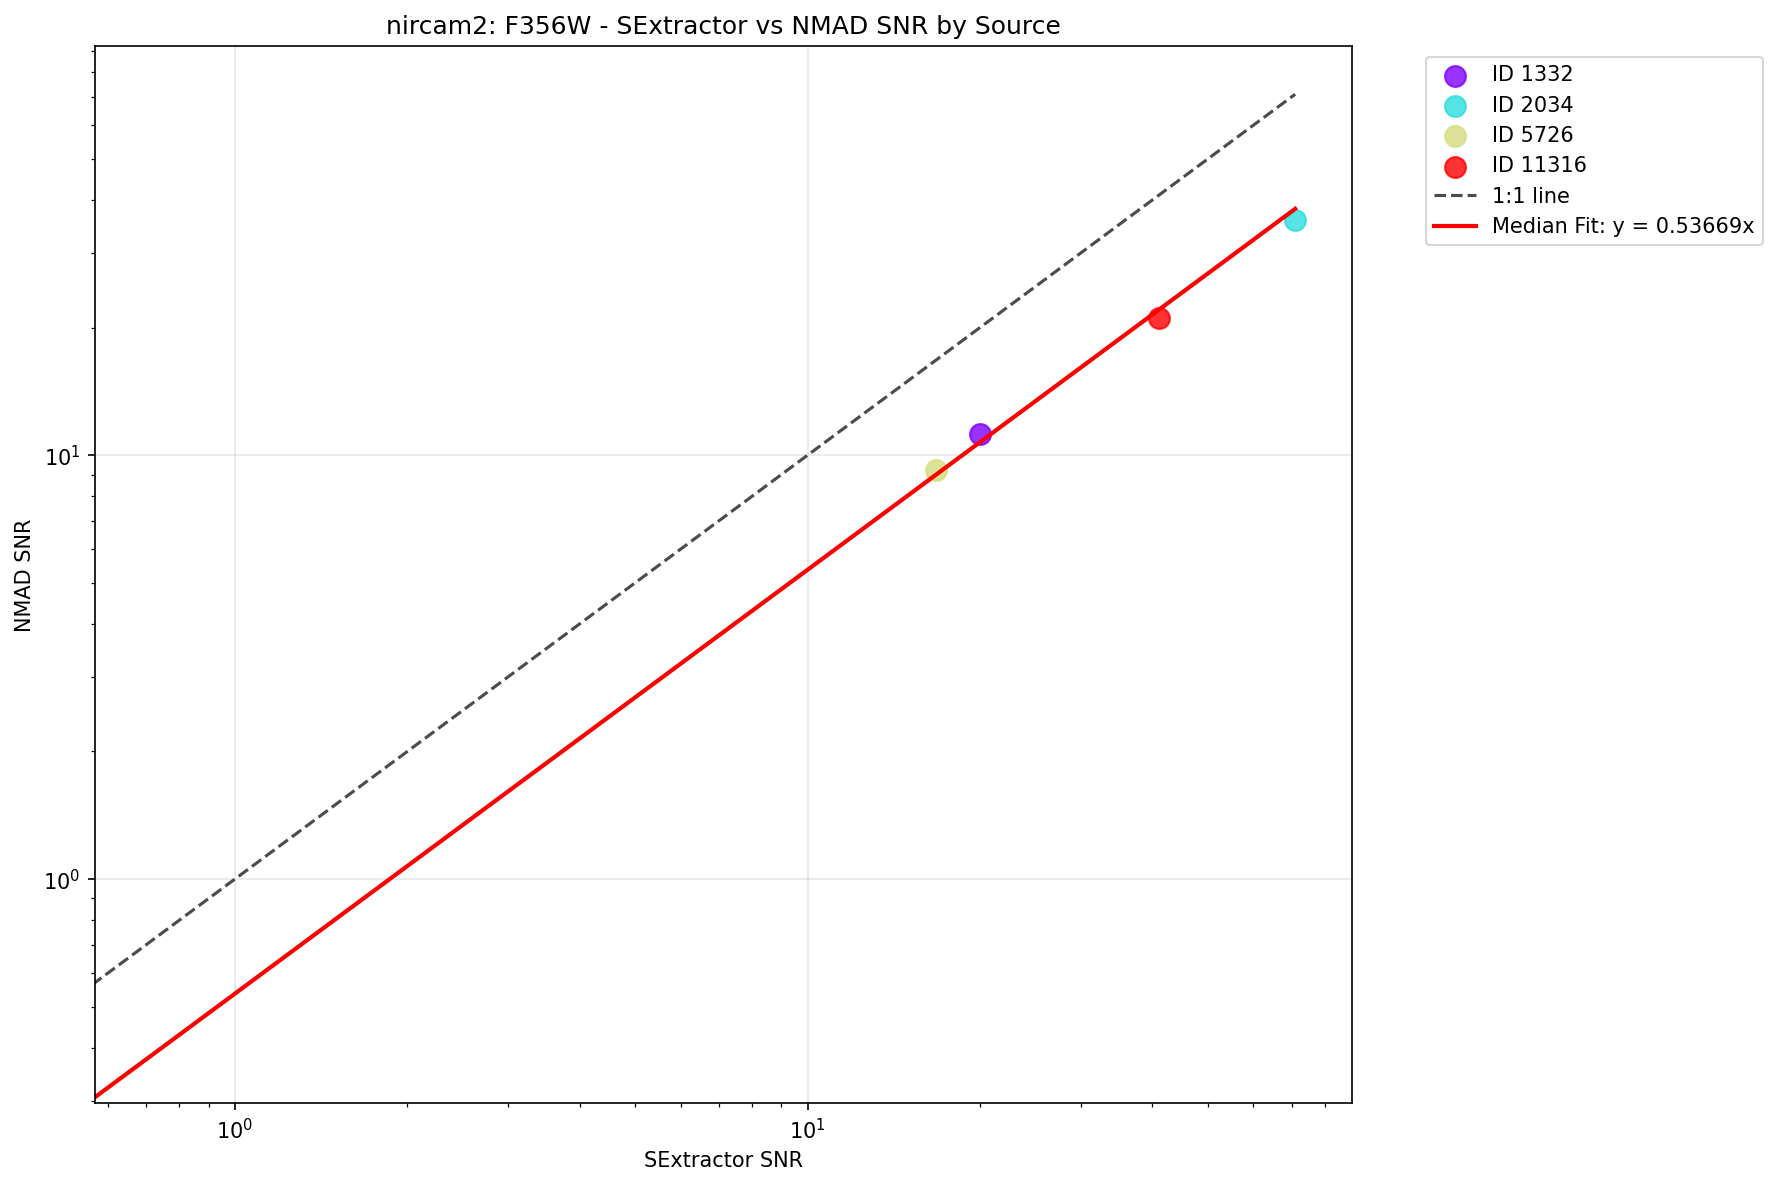 nircam2: F356W - SExtractor vs NMAD SNR by Source
ID 1332
ID 2034
ID 5726
ID 11316
1:1 line
Median Fit: y = 0.53669x
NMAD SNR
10¹
10⁰
10⁰
10¹
SExtractor SNR